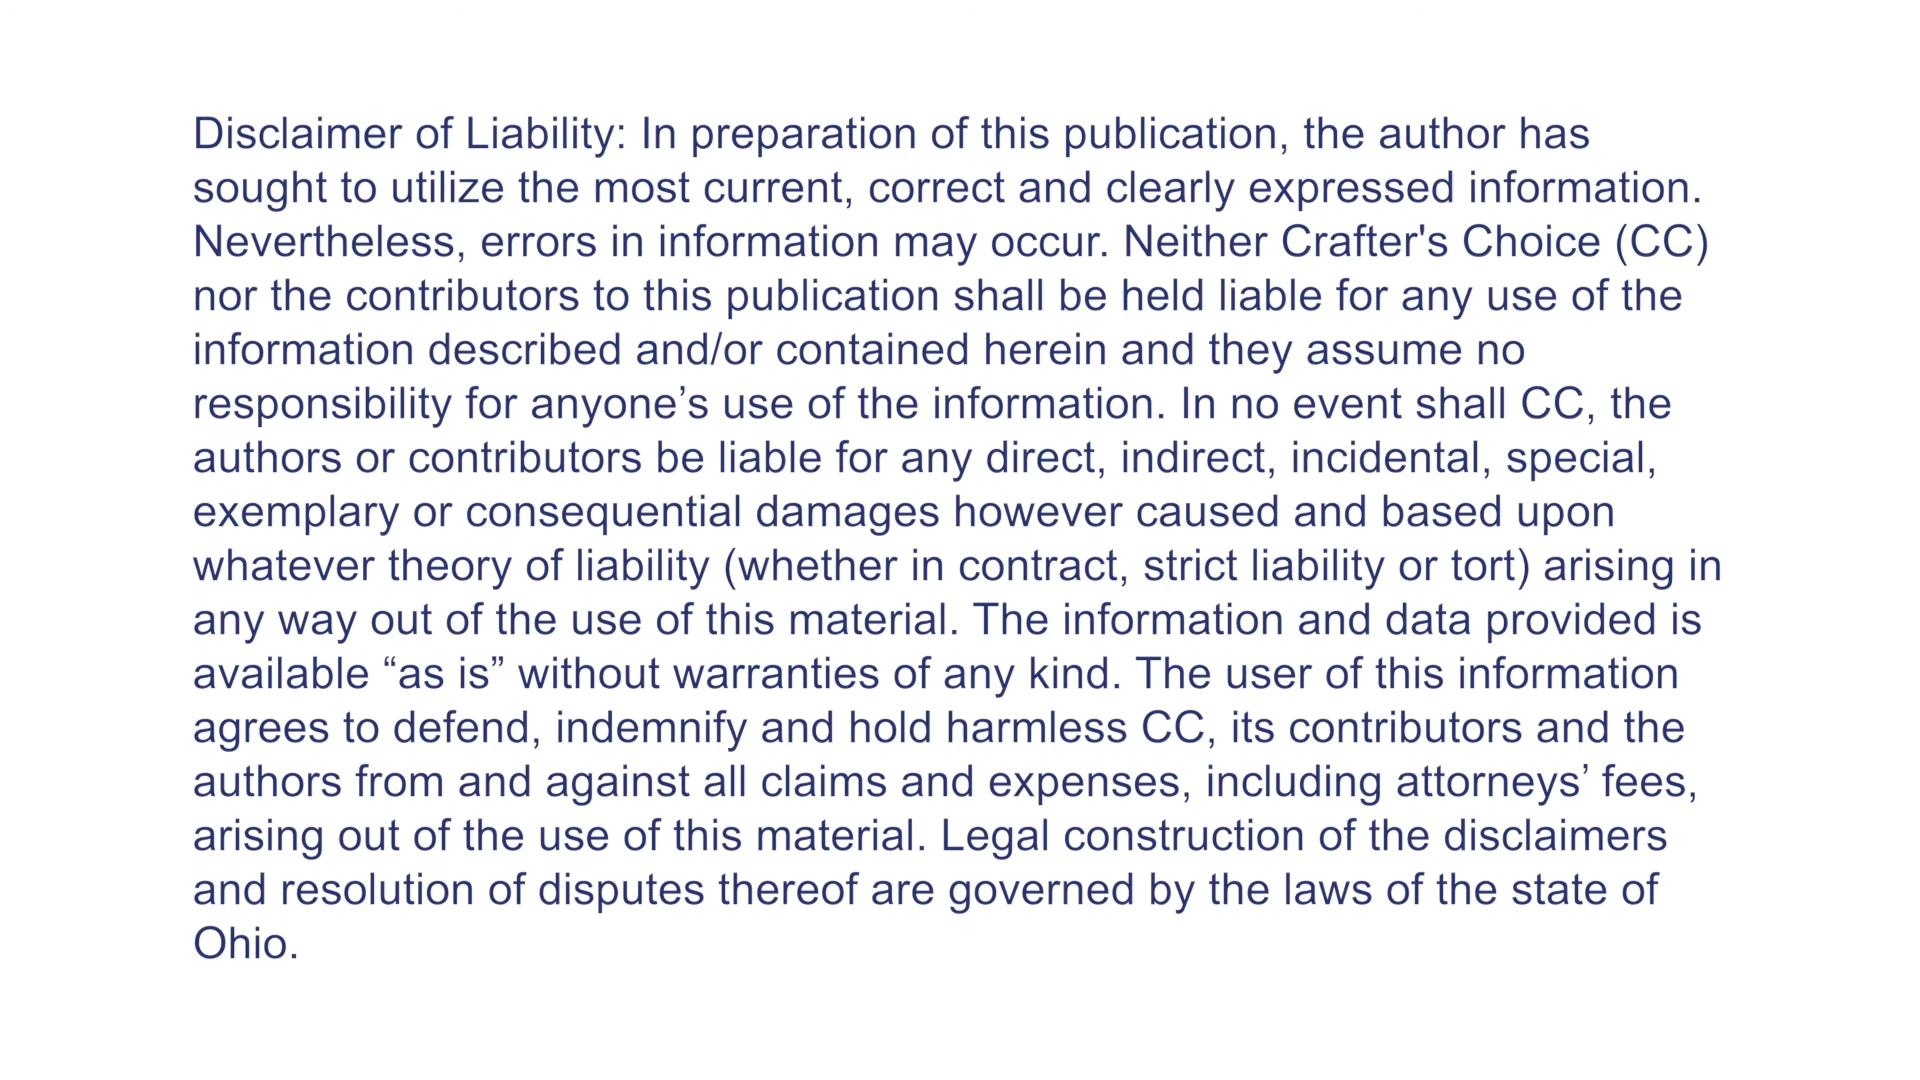 Disclaimer of Liability: In preparation of this publication, the author has
sought to utilize the most current, correct and clearly expressed information.
Nevertheless, errors in information may occur. Neither Crafter's Choice (CC)
nor the contributors to this publication shall be held liable for any use of the
information described and/or contained herein and they assume no
responsibility for anyone’s use of the information. In no event shall CC, the
authors or contributors be liable for any direct, indirect, incidental, special,
exemplary or consequential damages however caused and based upon
whatever theory of liability (whether in contract, strict liability or tort) arising in
any way out of the use of this material. The information and data provided is
available “as is” without warranties of any kind. The user of this information
agrees to defend, indemnify and hold harmless CC, its contributors and the
authors from and against all claims and expenses, including attorneys’ fees,
arising out of the use of this material. Legal construction of the disclaimers
and resolution of disputes thereof are governed by the laws of the state of
Ohio.